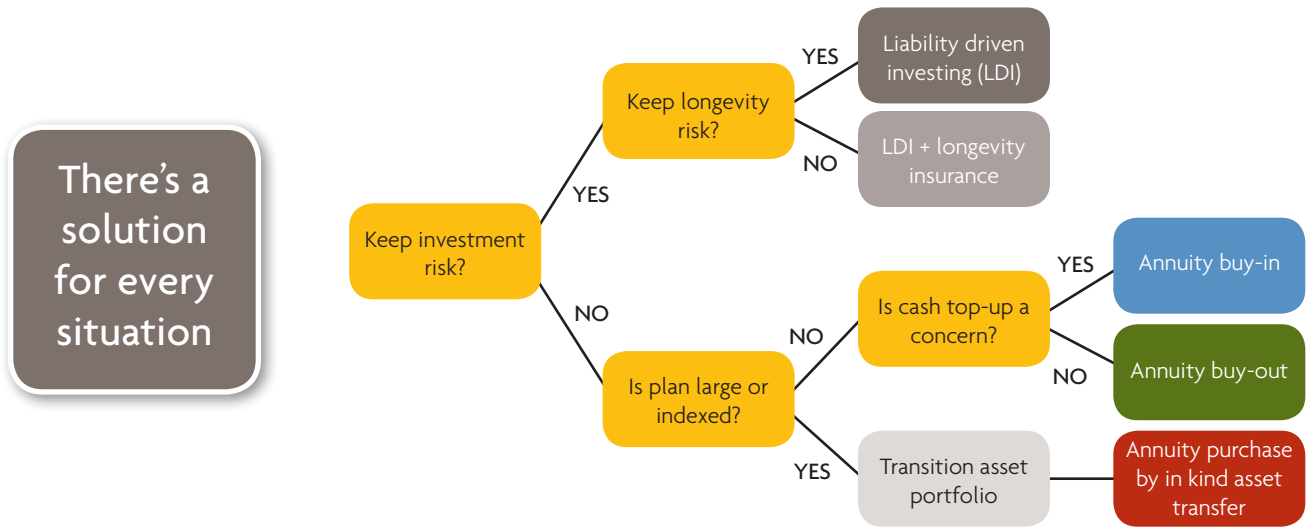 There's a
solution
for every
situation
Keep investment
risk?
YES
NO
Keep longevity
risk?
YES
NO
Liability driven
investing (LDI)
LDI + longevity
insurance
Is plan large or
indexed?
NO
YES
Is cash top-up a
concern?
YES
NO
Annuity buy-in
Annuity buy-out
Transition asset
portfolio
Annuity purchase
by in kind asset
transfer